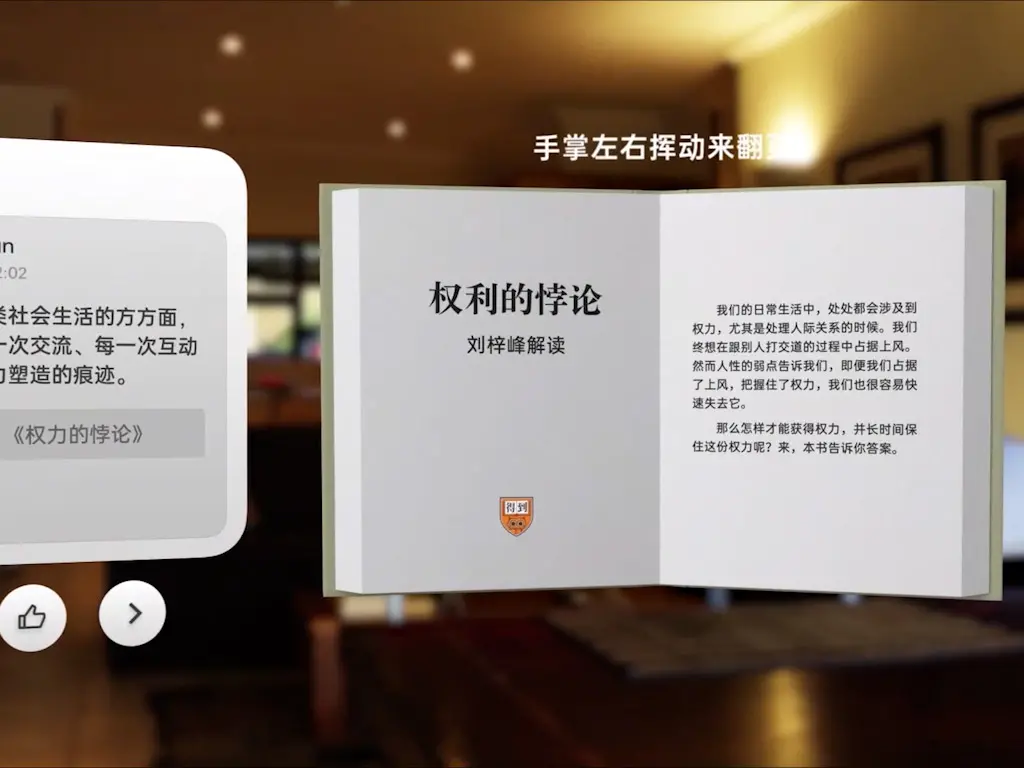 手掌左右挥动来翻
un
2:02
类社会生活的方方面，
一次交流、每一次互动
力塑造的痕迹。
《权力的悖论》
权利的悖论
刘梓峰解读
得到
我们的日常生活中，处处都会涉及到
权力，尤其是处理人际关系的时候。我们
终想在跟别人打交道的过程中占据上风。
然而人性的弱点告诉我们，即便我们占据
了上风，把握住了权力，我们也很容易快
速失去它。
那么怎样才能获得权力，并长时间保
住这份权力呢？来，本书告诉你答案。